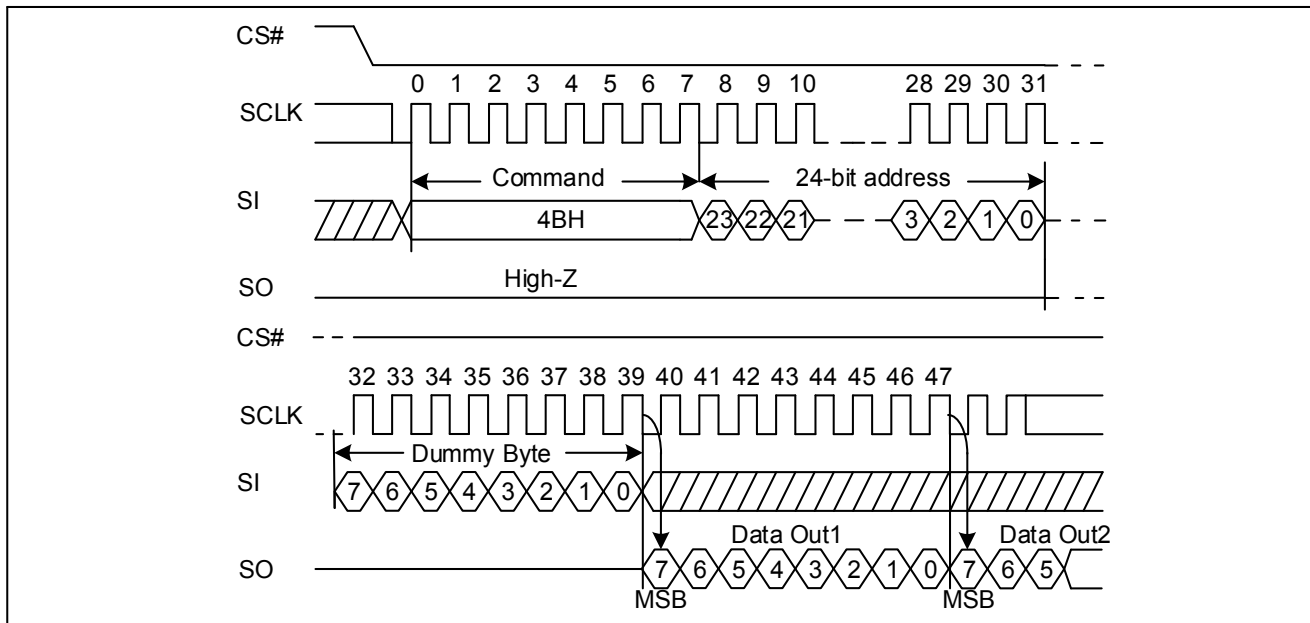 CS#
0 1 2 3 4 5 6 7 8 9 10 28 29 30 31
SCLK
Command 24-bit address
SI
4BH 23 22 21 3 2 1 0
SO High-Z
CS#
32 33 34 35 36 37 38 39 40 41 42 43 44 45 46 47
SCLK
Dummy Byte
SI 7 6 5 4 3 2 1 0
Data Out1 Data Out2
SO 7 6 5 4 3 2 1 0 7 6 5
MSB MSB